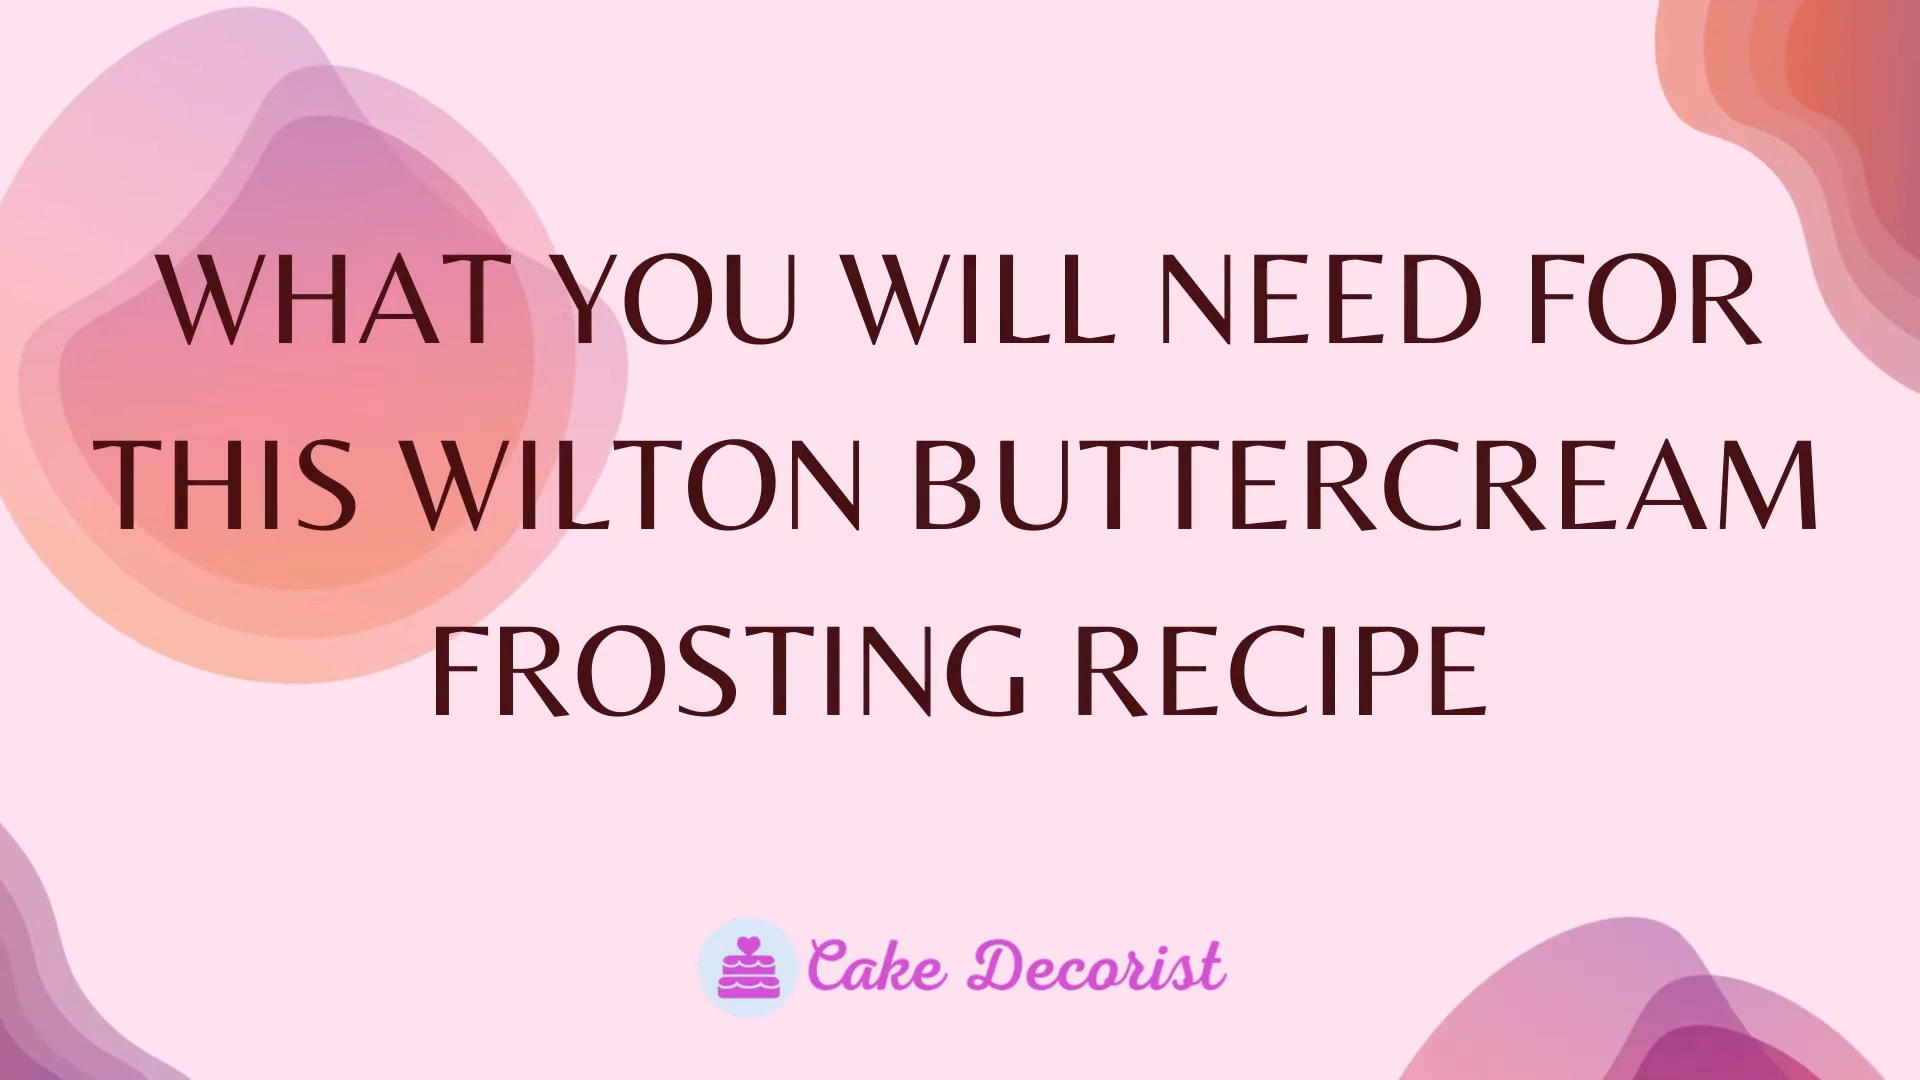 WHAT YOU WILL NEED FOR
THIS WILTON BUTTERCREAM
FROSTING RECIPE
Cake Decorist